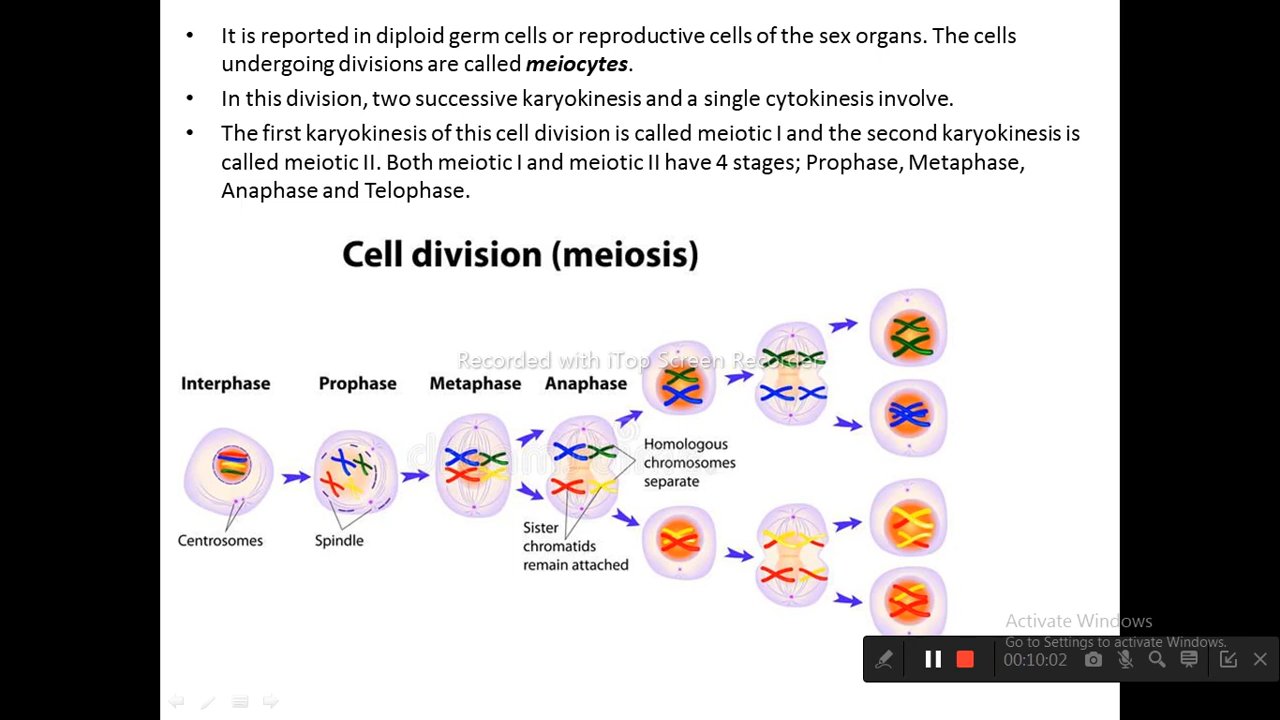 • It is reported in diploid germ cells or reproductive cells of the sex organs. The cells
undergoing divisions are called meiocytes.
• In this division, two successive karyokinesis and a single cytokinesis involve.
• The first karyokinesis of this cell division is called meiotic I and the second karyokinesis is
called meiotic II. Both meiotic I and meiotic II have 4 stages; Prophase, Metaphase,
Anaphase and Telophase.
Cell division (meiosis)
Recorded with iTop Screen Recorder
Interphase Prophase Metaphase Anaphase
Homologous
chromosomes
separate
Centrosomes
Spindle
Sister
chromatids
remain attached
Activate Windows
Go to Settings to activate Windows.
00:10:02